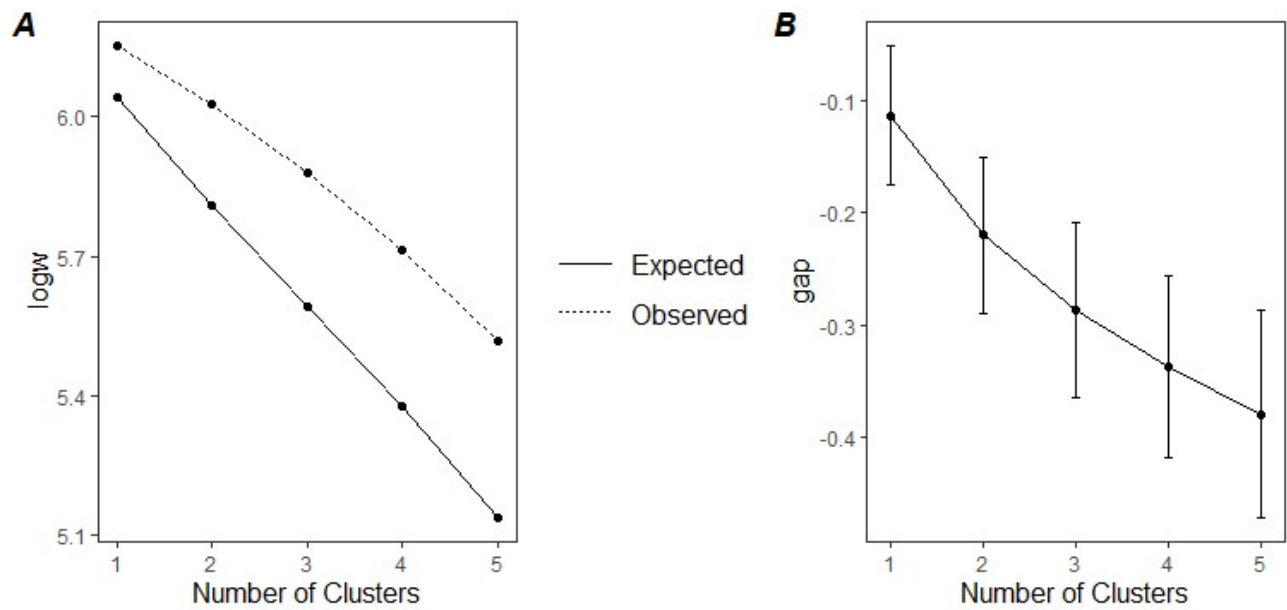 A
logw
6.0
5.7
5.4
5.1
1 2 3 4 5
Number of Clusters
Expected
Observed
B
gap
-0.1
-0.2
-0.3
-0.4
1 2 3 4 5
Number of Clusters